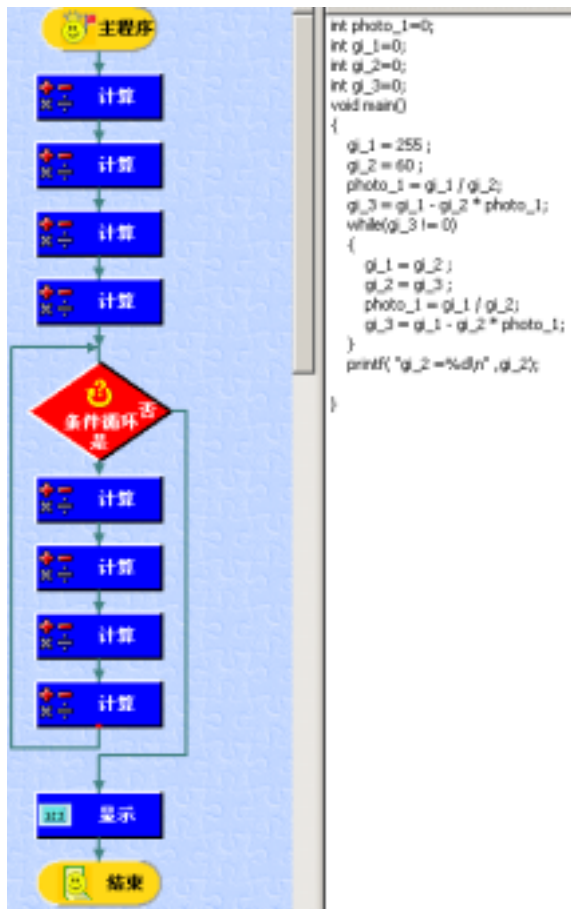 主程序
计算
计算
计算
计算
条件循环
否
是
计算
计算
计算
计算
显示
结束
int photo_1=0;
int gi_1=0;
int gi_2=0;
int gi_3=0;
void main()
{
gi_1 = 255 ;
gi_2 = 60 ;
photo_1 = gi_1 / gi_2;
gi_3 = gi_1 - gi_2 * photo_1;
while(gi_3 != 0)
{
gi_1 = gi_2 ;
gi_2 = gi_3 ;
photo_1 = gi_1 / gi_2;
gi_3 = gi_1 - gi_2 * photo_1;
}
printf( "gi_2 =%d\n" ,gi_2);
}